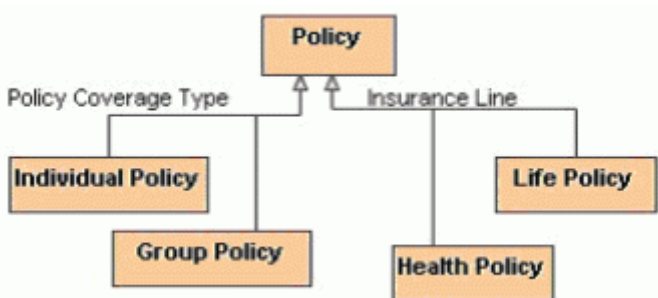 Policy
Policy Coverage Type
Insurance Line
Individual Policy
Life Policy
Group Policy
Health Policy